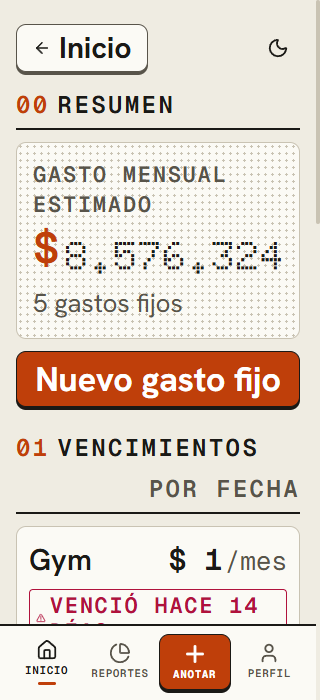 Inicio
00 RESUMEN
GASTO MENSUAL
ESTIMADO
$8,576,324
5 gastos fijos
Nuevo gasto fijo
01 VENCIMIENTOS
POR FECHA
Gym $ 1/mes
VENCIÓ HACE 14
INICIO REPORTES ANOTAR PERFIL